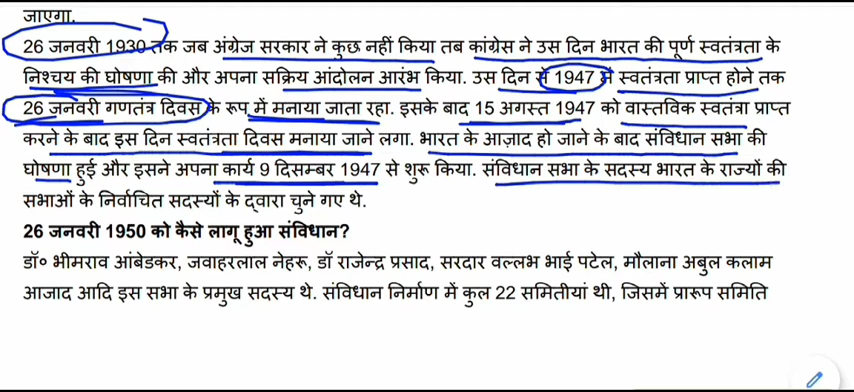 जाएगा.
26 जनवरी 1930 तक जब अंग्रेज सरकार ने कुछ नहीं किया तब कांग्रेस ने उस दिन भारत की पूर्ण स्वतंत्रता के
निश्चय की घोषणा की और अपना सक्रिय आंदोलन आरंभ किया. उस दिन से 1947 में स्वतंत्रता प्राप्त होने तक
26 जनवरी गणतंत्र दिवस के रूप में मनाया जाता रहा. इसके बाद 15 अगस्त 1947 को वास्तविक स्वतंत्रा प्राप्त
करने के बाद इस दिन स्वतंत्रता दिवस मनाया जाने लगा. भारत के आज़ाद हो जाने के बाद संविधान सभा की
घोषणा हुई और इसने अपना कार्य 9 दिसम्बर 1947 से शुरू किया. संविधान सभा के सदस्य भारत के राज्यों की
सभाओं के निर्वाचित सदस्यों के द्वारा चुने गए थे.
26 जनवरी 1950 को कैसे लागू हुआ संविधान?
डॉ० भीमराव आंबेडकर, जवाहरलाल नेहरू, डॉ राजेन्द्र प्रसाद, सरदार वल्लभ भाई पटेल, मौलाना अबुल कलाम
आजाद आदि इस सभा के प्रमुख सदस्य थे. संविधान निर्माण में कुल 22 समितीयां थी, जिसमें प्रारूप समिति